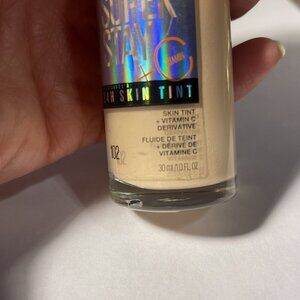 SUPER
STAY
+C
24H SKIN TINT
SKIN TINT
+ VITAMIN C
DERIVATIVE
FLUIDE DE TEINT
+ DÉRIVÉ DE
VITAMINE C
102
30 ml/1.0 FL.OZ